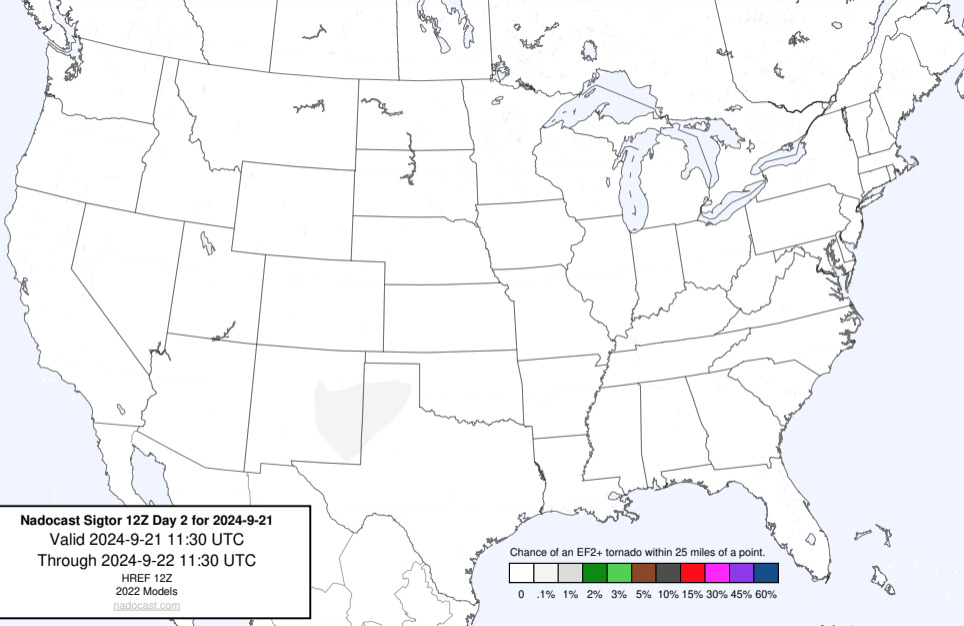 Nadocast Sigtor 12Z Day 2 for 2024-9-21
Valid 2024-9-21 11:30 UTC
Through 2024-9-22 11:30 UTC
HREF 12Z
2022 Models
nadocast.com
Chance of an EF2+ tornado within 25 miles of a point.
0 .1% 1% 2% 3% 5% 10% 15% 30% 45% 60%